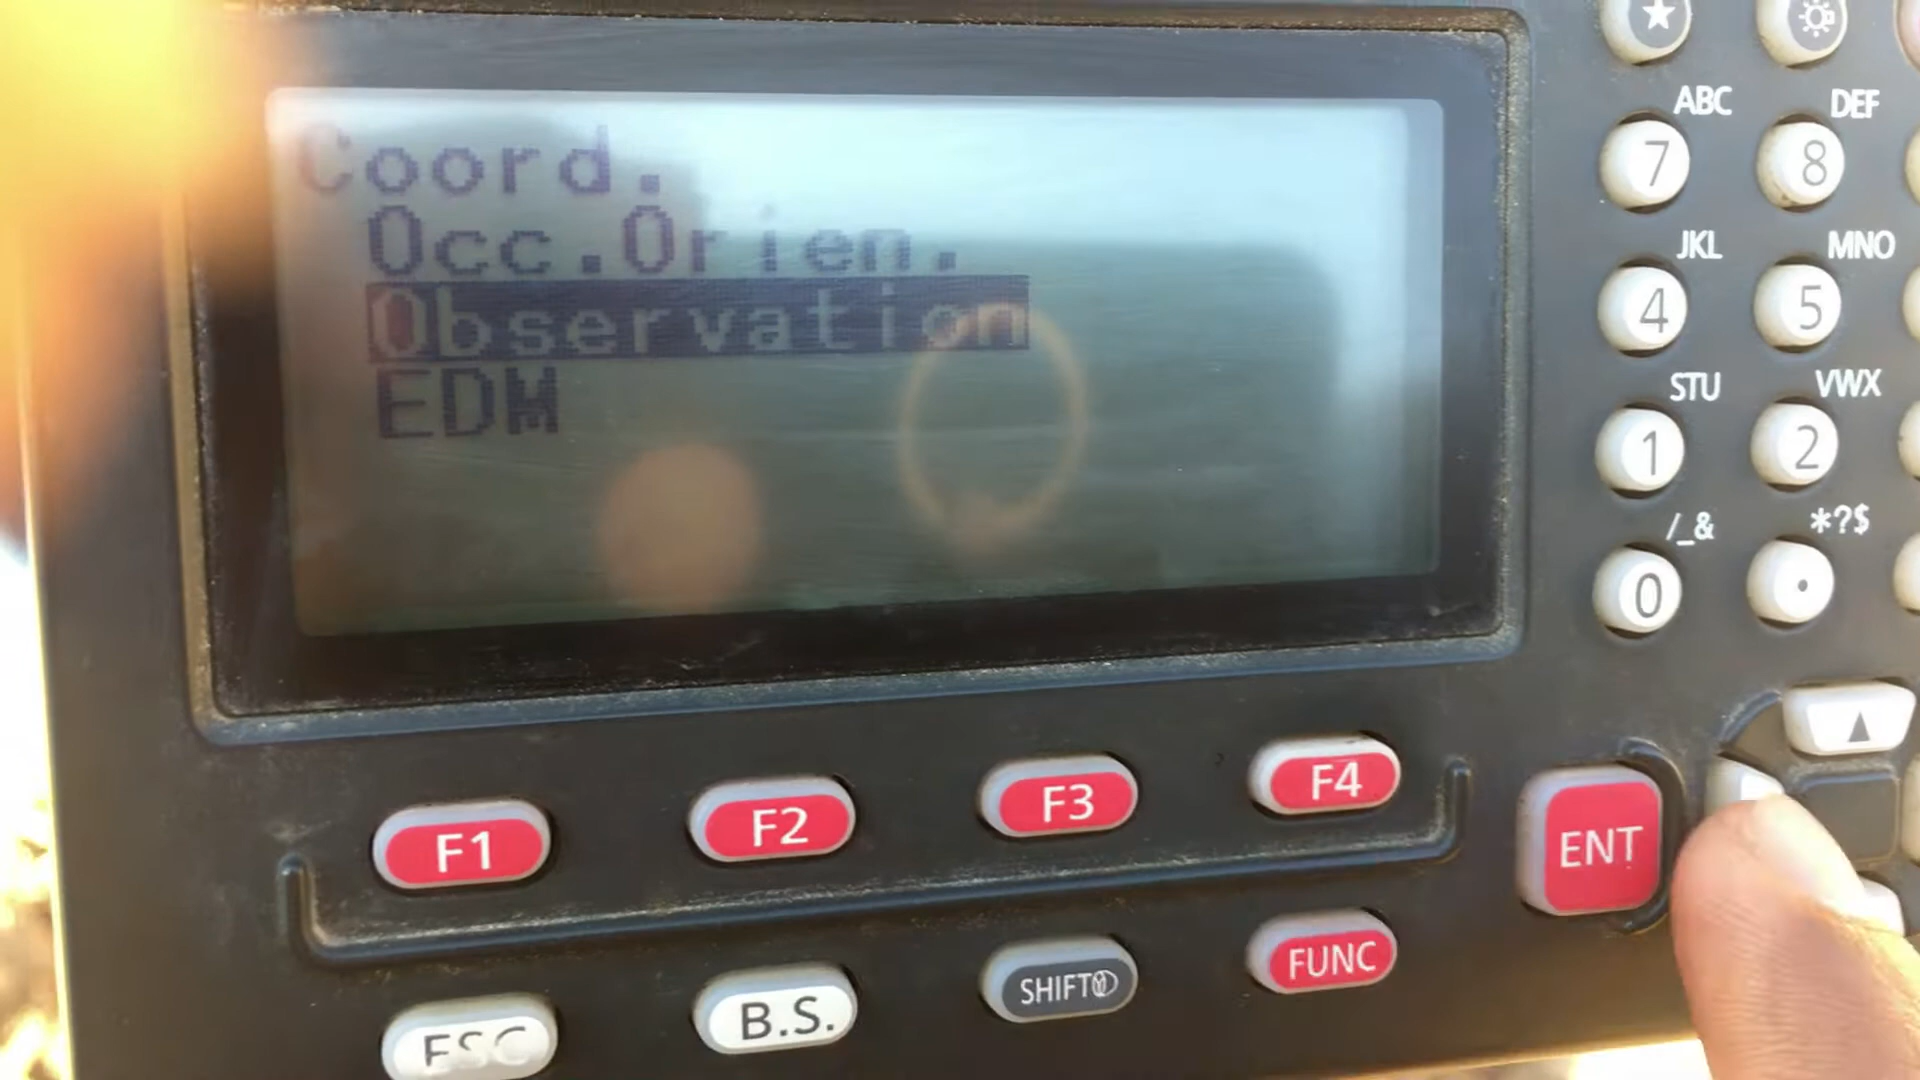 Coord.
Occ.Orien.
Observation
EDM
ABC
DEF
7
8
JKL
MNO
4
5
STU
VWX
1
2
/_&
*?$
0
.
F1
F2
F3
F4
ENT
ESC
B.S.
SHIFT
FUNC